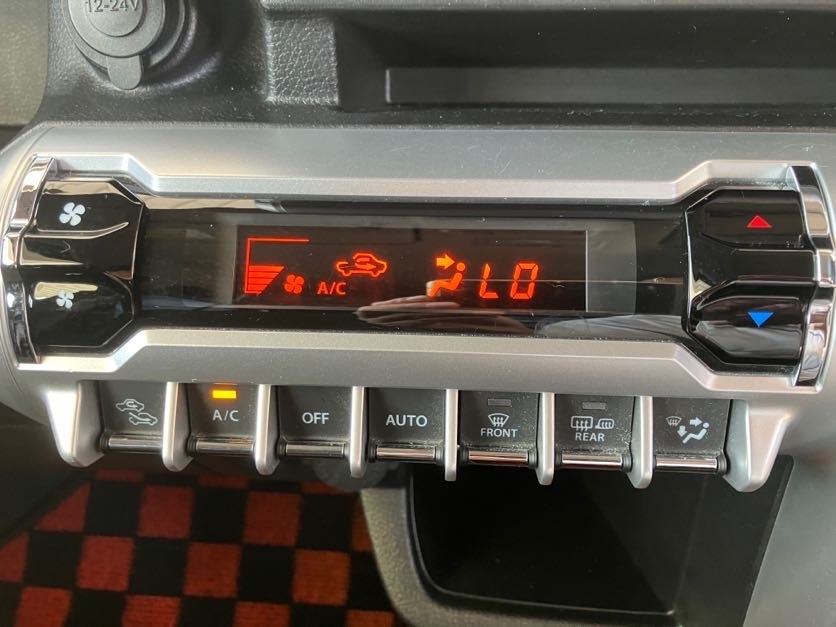 12-24V
A/C
LO
A/C
OFF
AUTO
FRONT
REAR